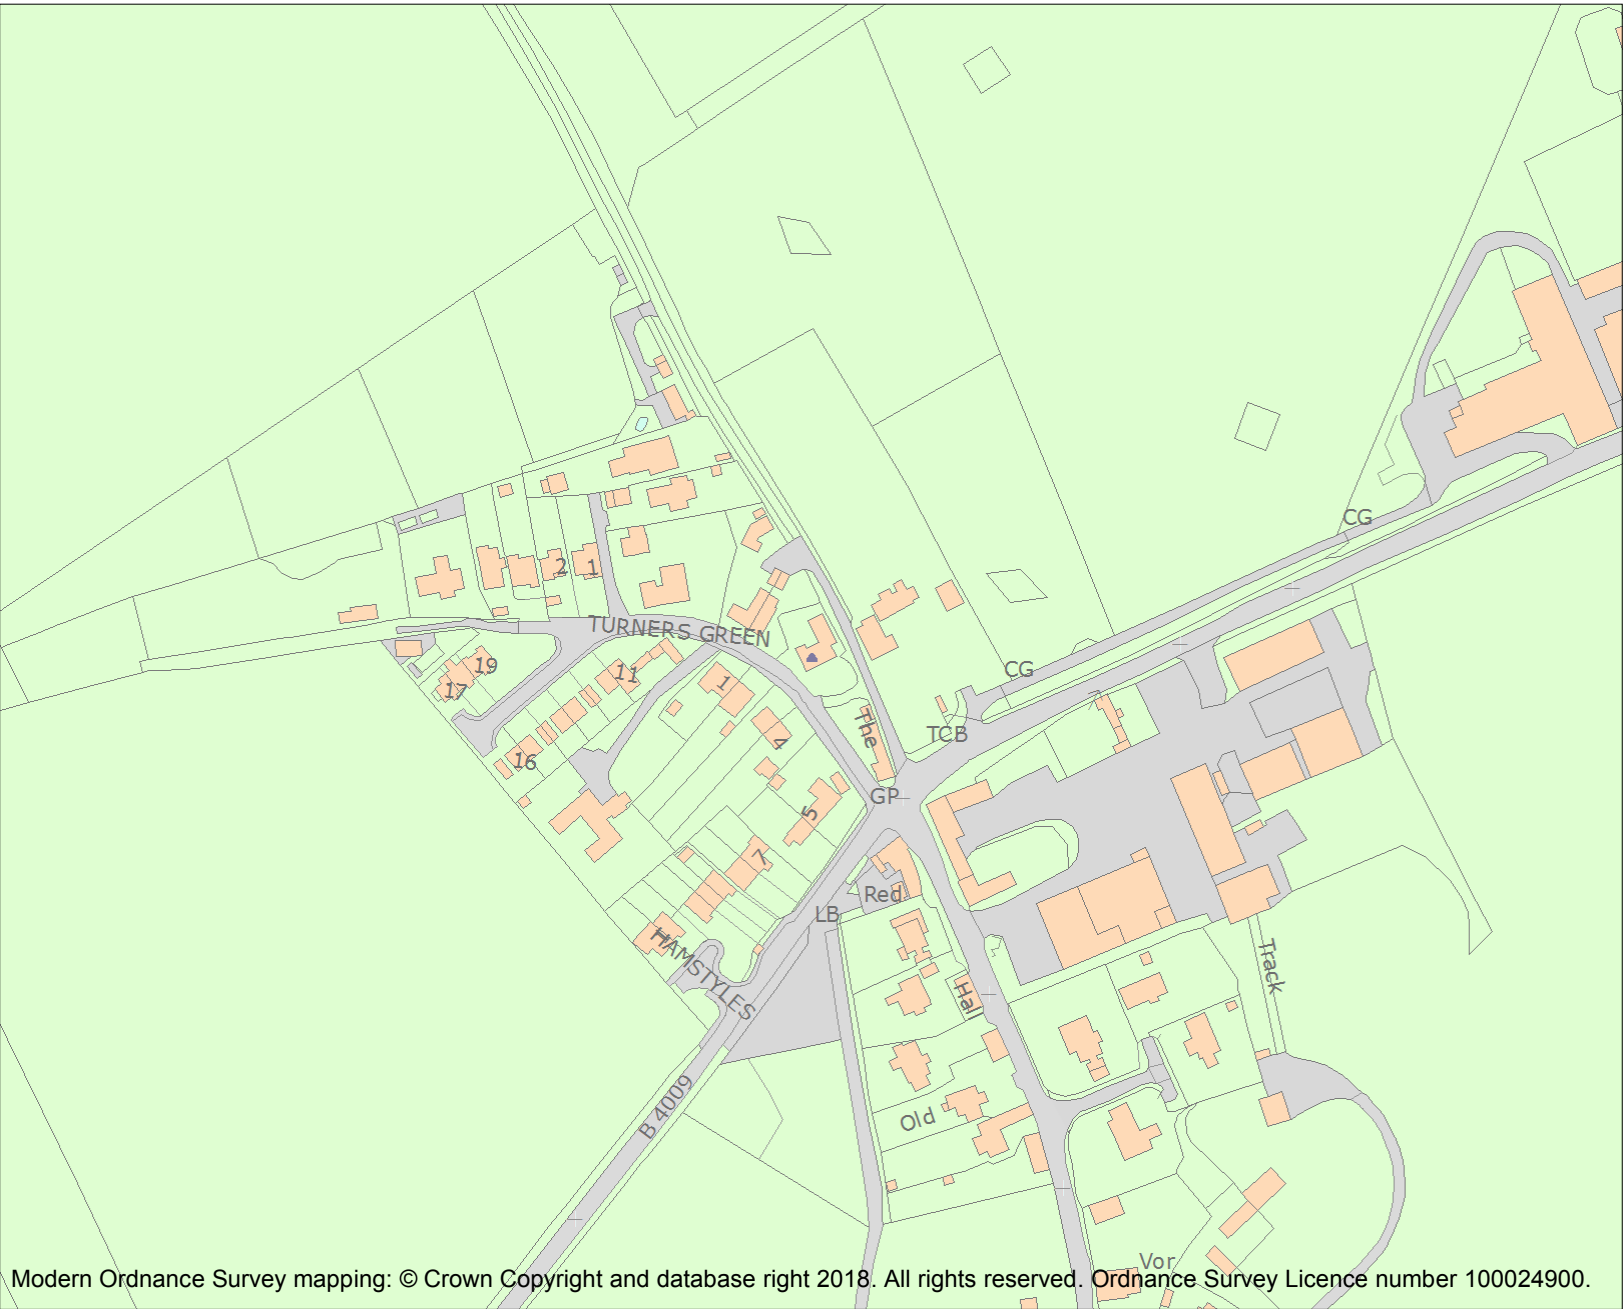 CG
2
1
TURNERS GREEN
19
17
11
1
CG
The
TCB
4
16
GP
5
7
Red
LB
HAMSTYLES
Track
Hall
B 4009
Old
Vor
Modern Ordnance Survey mapping: © Crown Copyright and database right 2018. All rights reserved. Ordnance Survey Licence number 100024900.